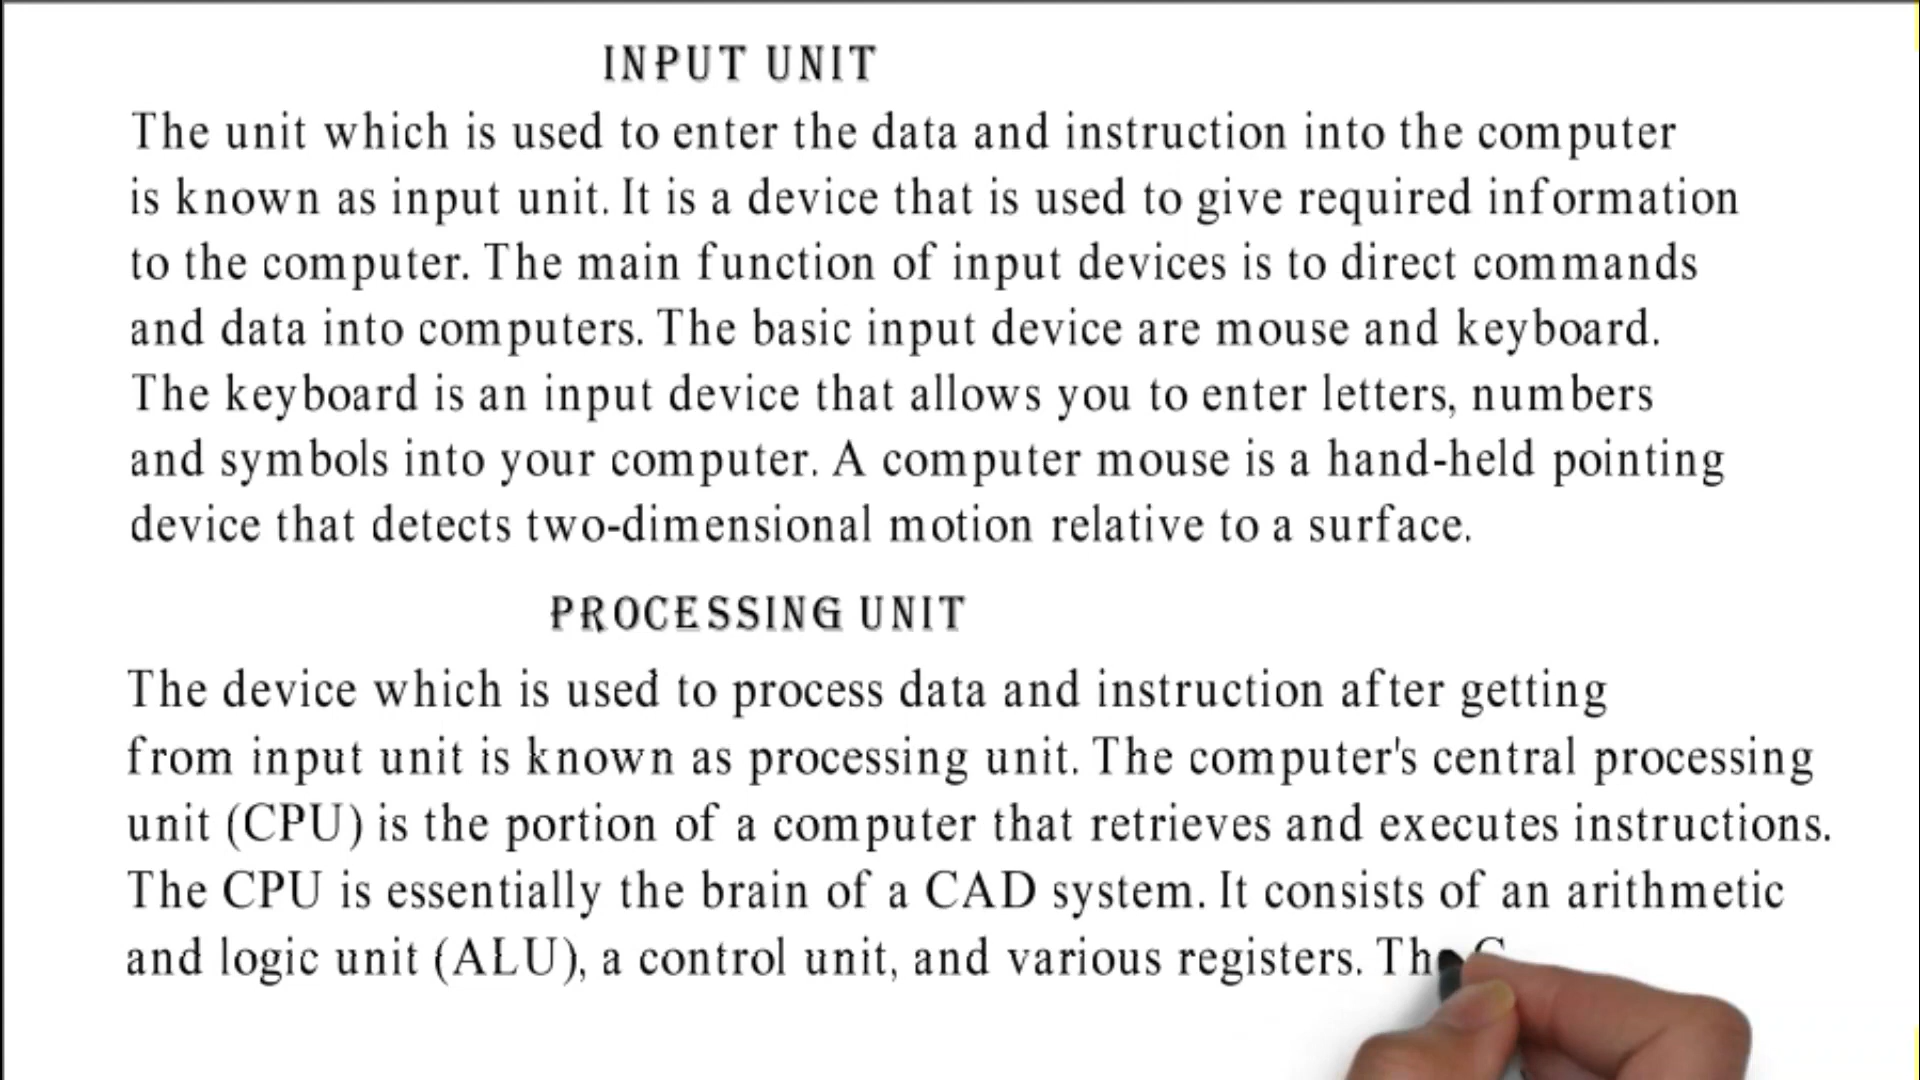 INPUT UNIT
The unit which is used to enter the data and instruction into the computer
is known as input unit. It is a device that is used to give required information
to the computer. The main function of input devices is to direct commands
and data into computers. The basic input device are mouse and keyboard.
The keyboard is an input device that allows you to enter letters, numbers
and symbols into your computer. A computer mouse is a hand-held pointing
device that detects two-dimensional motion relative to a surface.
PROCESSING UNIT
The device which is used to process data and instruction after getting
from input unit is known as processing unit. The computer's central processing
unit (CPU) is the portion of a computer that retrieves and executes instructions.
The CPU is essentially the brain of a CAD system. It consists of an arithmetic
and logic unit (ALU), a control unit, and various registers.